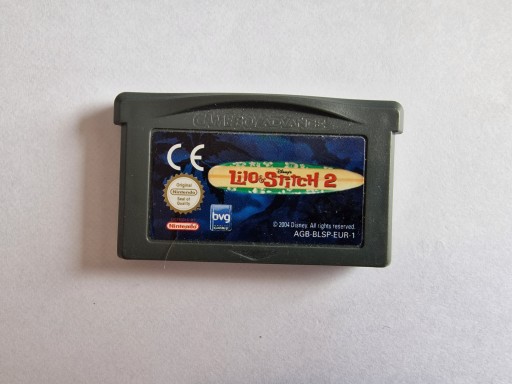 GAME BOY ADVANCE
CE
Disney's
LILO & STITCH 2
Original
Nintendo
Seal of
Quality
Nintendo
bvg
© 2004 Disney. All rights reserved.
AGB-BLSP-EUR-1